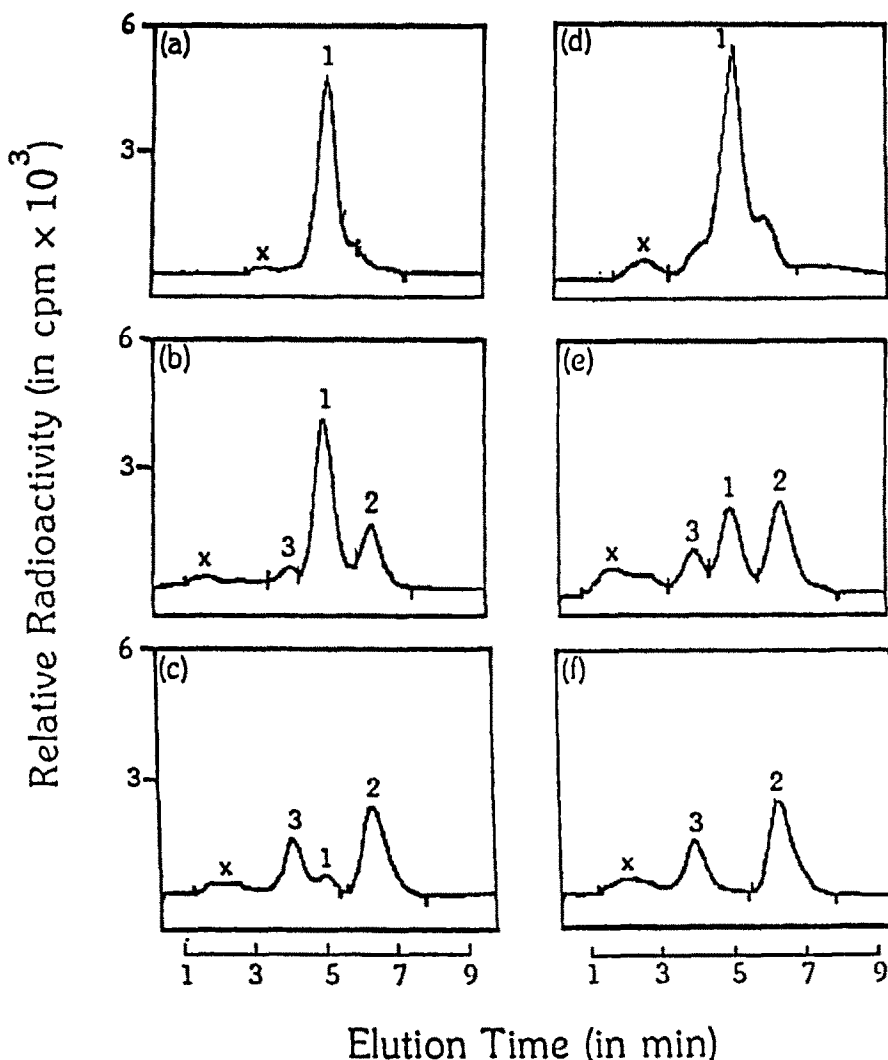 Relative Radioactivity (in cpm x 10³)
6
3
(a)
1
x
(d)
1
x
6
3
(b)
x
3
1
2
(e)
x
3
1
2
6
3
(c)
x
3
1
2
(f)
x
3
2
1 3 5 7 9
1 3 5 7 9
Elution Time (in min)